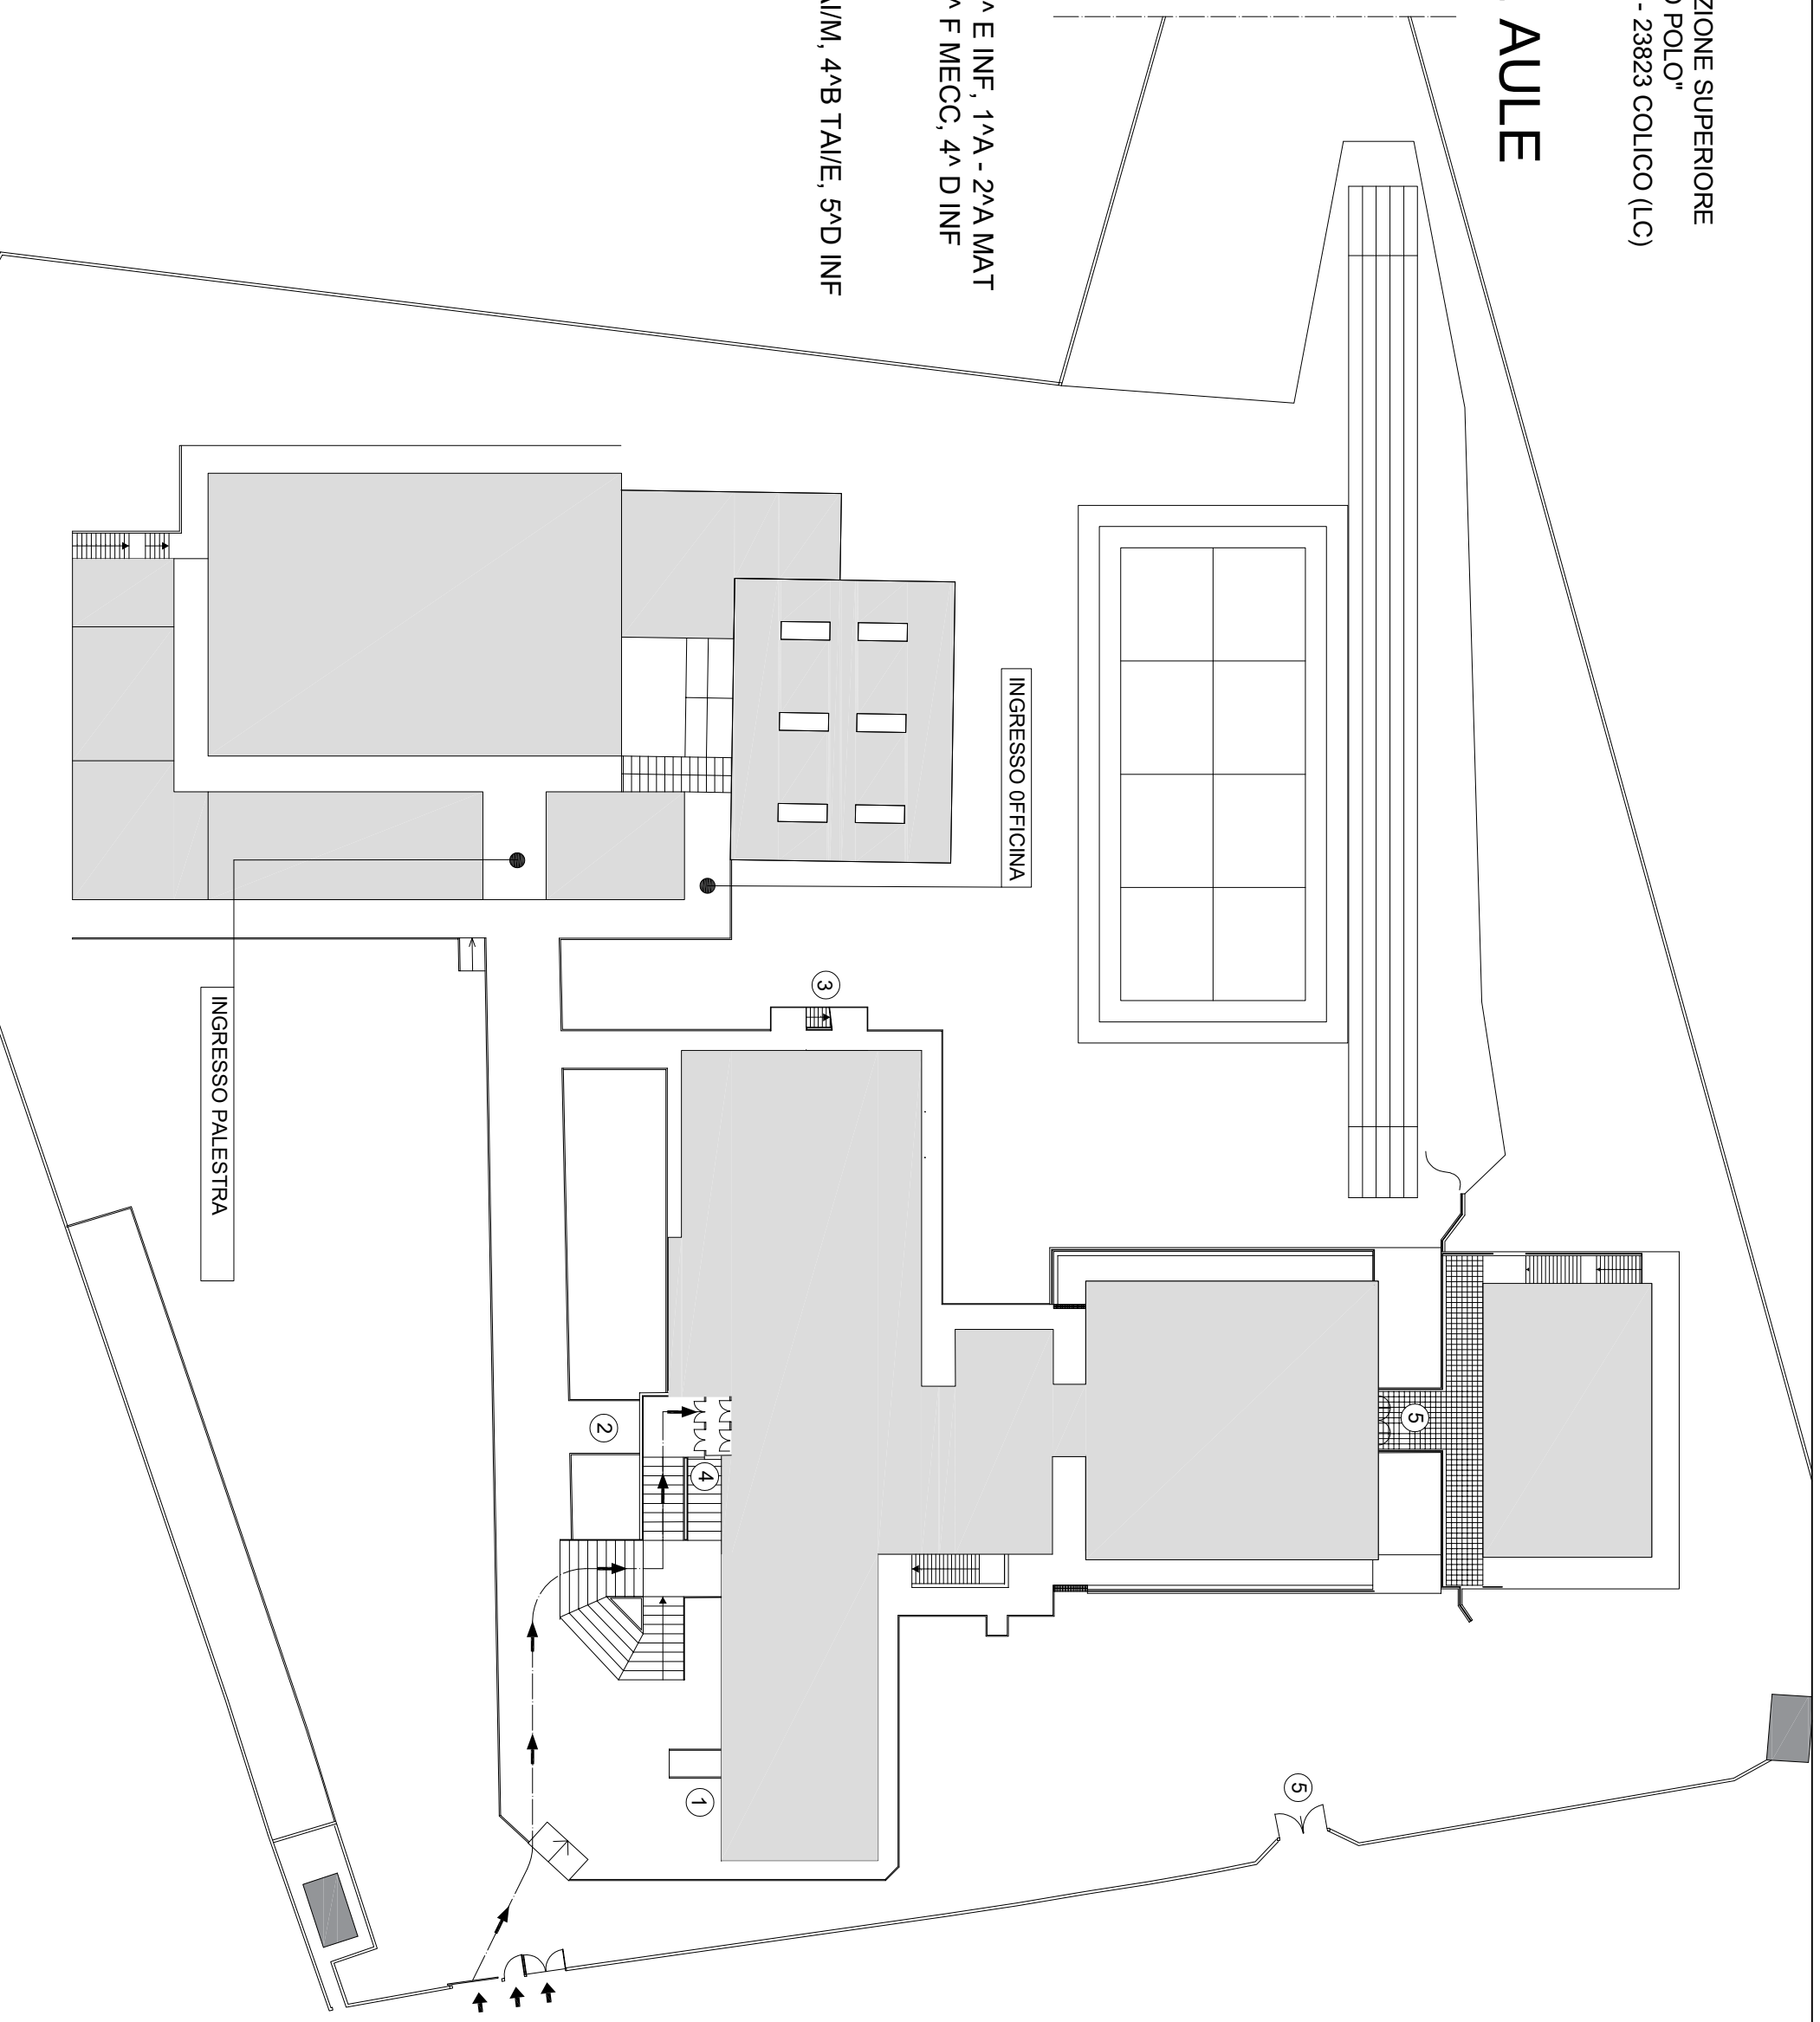 ZIONE SUPERIORE
POLO"
- 23823 COLICO (LC)
AULE
^ E INF, 1^A - 2^A MAT
^ F MECC, 4^ D INF
AI/M, 4^B TAI/E, 5^D INF
INGRESSO 0FFICINA
INGRESSO PALESTRA
3
5
2
4
5
1